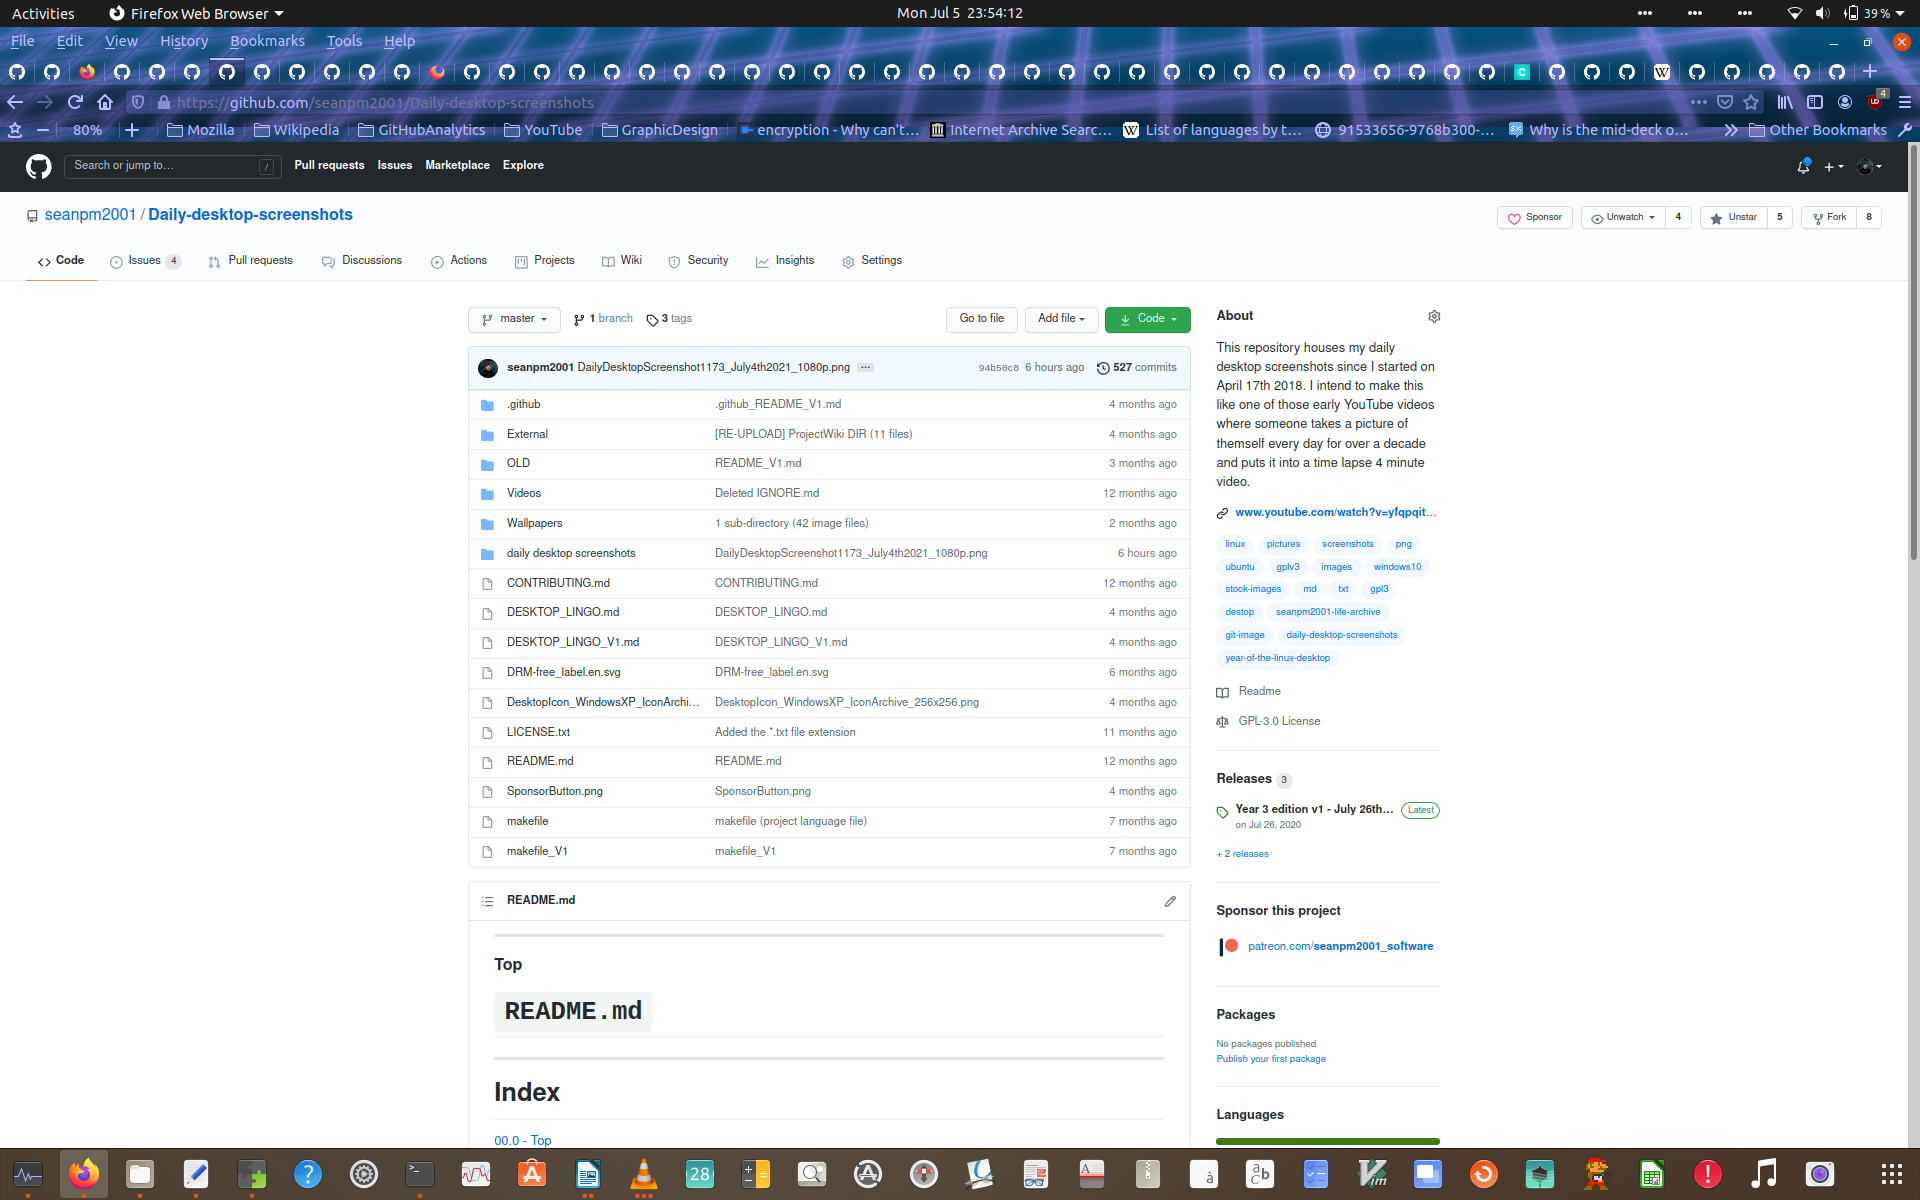 Activities
Firefox Web Browser
Mon Jul 5 23:54:12
39 %
File Edit View History Bookmarks Tools Help
https://github.com/seanpm2001/Daily-desktop-screenshots
4
80%
Mozilla
Wikipedia
GitHubAnalytics
YouTube
GraphicDesign
encryption - Why can't…
Internet Archive Searc…
List of languages by t…
91533656-9768b300-…
Why is the mid-deck o…
Other Bookmarks
Search or jump to…
/
Pull requests Issues Marketplace Explore
seanpm2001 / Daily-desktop-screenshots
Sponsor
Unwatch 4
Unstar 5
Fork 8
Code
Issues 4
Pull requests
Discussions
Actions
Projects
Wiki
Security
Insights
Settings
master
1 branch
3 tags
Go to file
Add file
Code
seanpm2001 DailyDesktopScreenshot1173_July4th2021_1080p.png ... 94b50c8 6 hours ago 527 commits
.github .github_README_V1.md 4 months ago
External [RE-UPLOAD] ProjectWiki DIR (11 files) 4 months ago
OLD README_V1.md 3 months ago
Videos Deleted IGNORE.md 12 months ago
Wallpapers 1 sub-directory (42 image files) 2 months ago
daily desktop screenshots DailyDesktopScreenshot1173_July4th2021_1080p.png 6 hours ago
CONTRIBUTING.md CONTRIBUTING.md 12 months ago
DESKTOP_LINGO.md DESKTOP_LINGO.md 4 months ago
DESKTOP_LINGO_V1.md DESKTOP_LINGO_V1.md 4 months ago
DRM-free_label.en.svg DRM-free_label.en.svg 6 months ago
DesktopIcon_WindowsXP_IconArchi… DesktopIcon_WindowsXP_IconArchive_256x256.png 4 months ago
LICENSE.txt Added the *.txt file extension 11 months ago
README.md README.md 12 months ago
SponsorButton.png SponsorButton.png 4 months ago
makefile makefile (project language file) 7 months ago
makefile_V1 makefile_V1 7 months ago
README.md
Top
README.md
Index
00.0 - Top
About
This repository houses my daily
desktop screenshots since I started on
April 17th 2018. I intend to make this
like one of those early YouTube videos
where someone takes a picture of
themself every day for over a decade
and puts it into a time lapse 4 minute
video.
www.youtube.com/watch?v=yfqpqit…
linux pictures screenshots png
ubuntu gplv3 images windows10
stock-images md txt gpl3
destop seanpm2001-life-archive
git-image daily-desktop-screenshots
year-of-the-linux-desktop
Readme
GPL-3.0 License
Releases 3
Year 3 edition v1 - July 26th… Latest
on Jul 26, 2020
+ 2 releases
Sponsor this project
patreon.com/seanpm2001_software
Packages
No packages published
Publish your first package
Languages
28